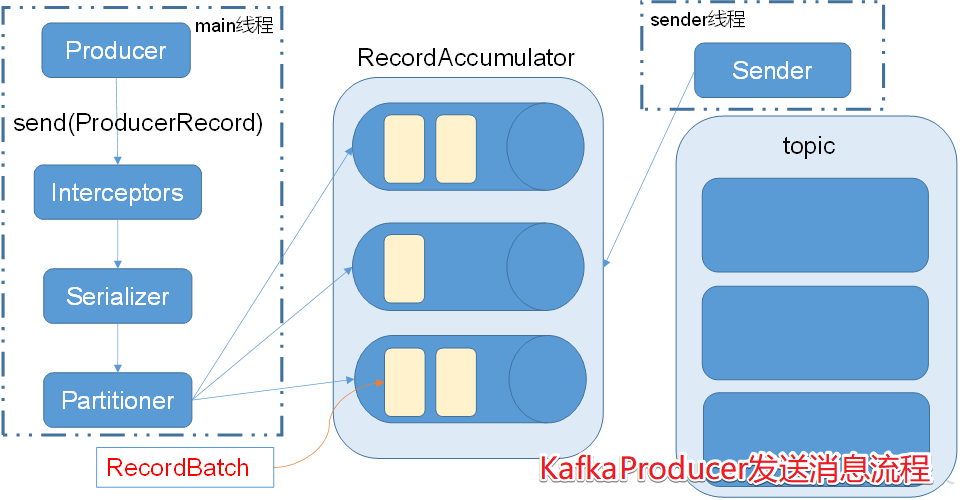 Producer
main线程
send(ProducerRecord)
Interceptors
Serializer
Partitioner
RecordBatch
RecordAccumulator
sender线程
Sender
topic
KafkaProducer发送消息流程